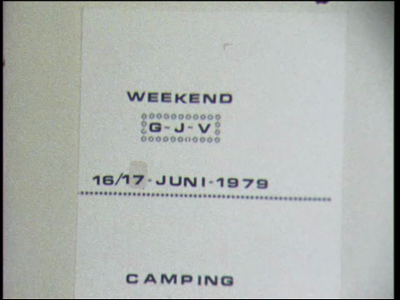 WEEKEND
G-J-V
16/17-JUNI-1979
CAMPING